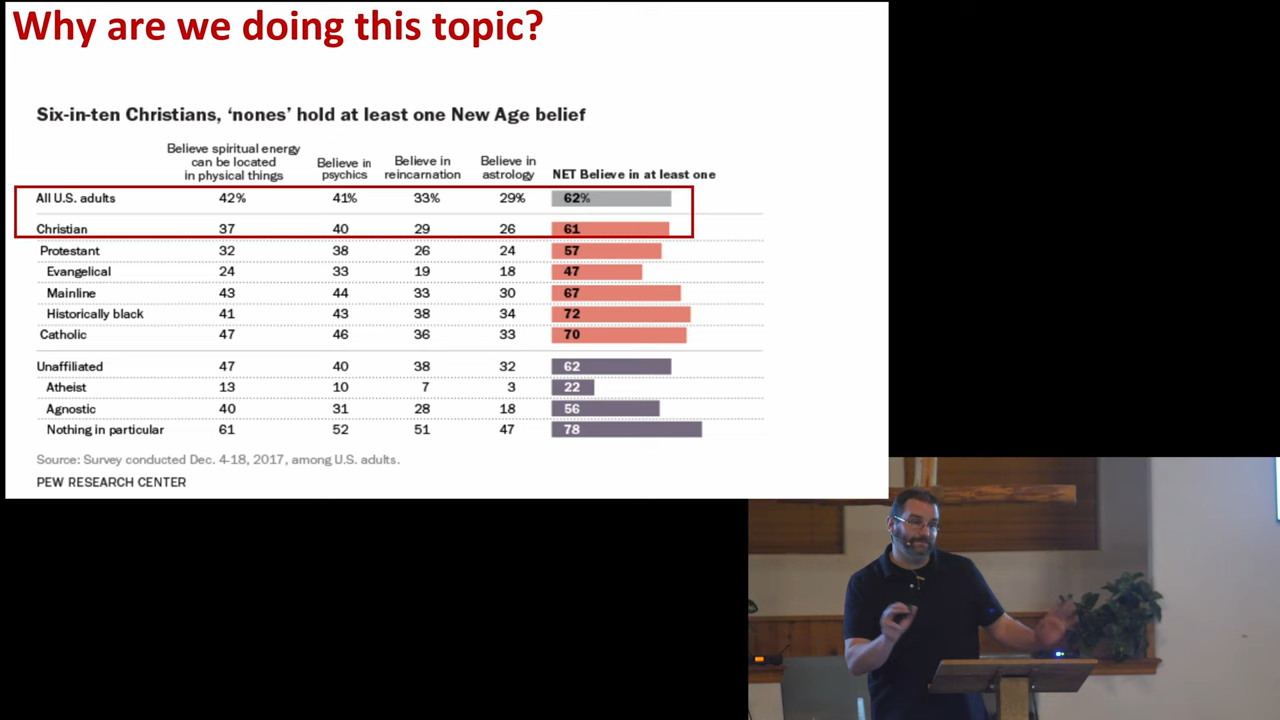 Why are we doing this topic?
Six-in-ten Christians, ‘nones’ hold at least one New Age belief
Believe spiritual energy
can be located
in physical things
Believe in
psychics
Believe in
reincarnation
Believe in
astrology
NET Believe in at least one
All U.S. adults 42% 41% 33% 29% 62%
Christian 37 40 29 26 61
Protestant 32 38 26 24 57
Evangelical 24 33 19 18 47
Mainline 43 44 33 30 67
Historically black 41 43 38 34 72
Catholic 47 46 36 33 70
Unaffiliated 47 40 38 32 62
Atheist 13 10 7 3 22
Agnostic 40 31 28 18 56
Nothing in particular 61 52 51 47 78
Source: Survey conducted Dec. 4-18, 2017, among U.S. adults.
PEW RESEARCH CENTER